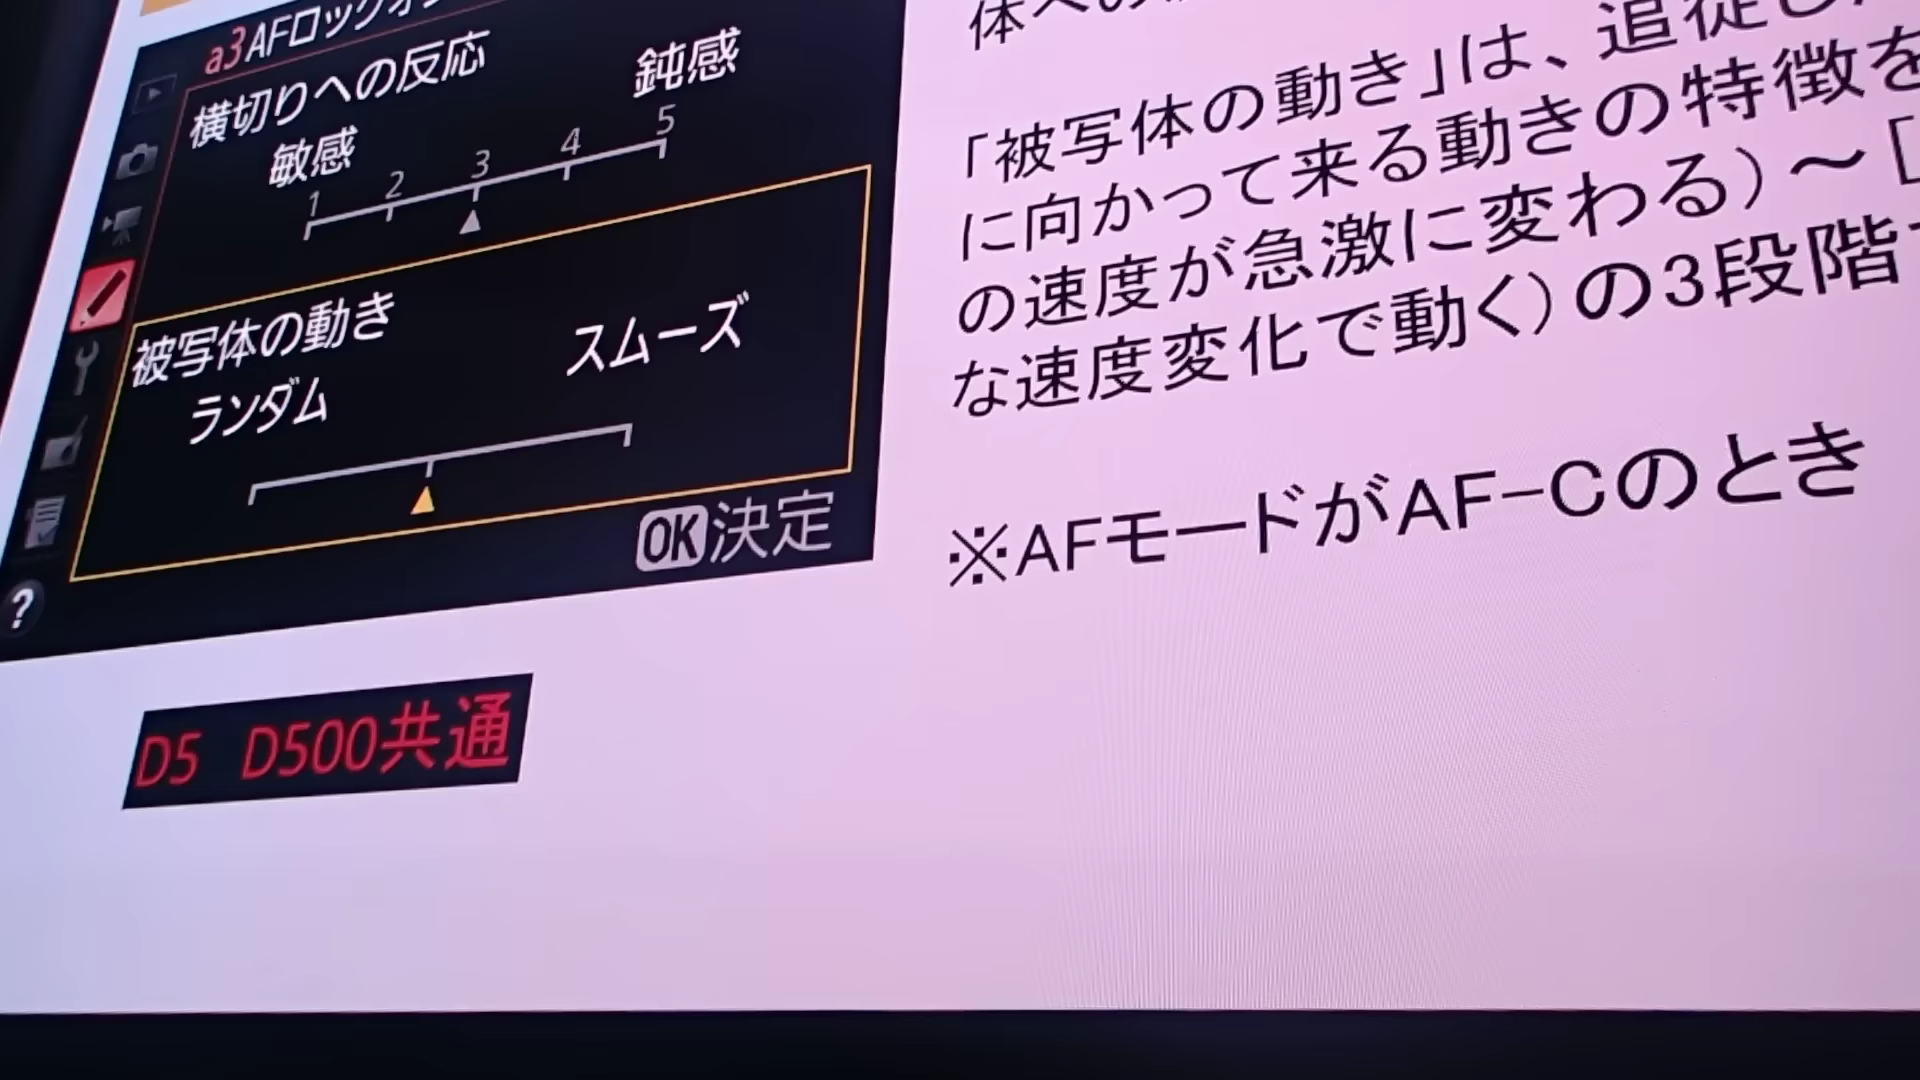 a3AFロックオン
横切りへの反応
敏感
鈍感
1 2 3 4 5
被写体の動き
ランダム
スムーズ
OK決定
?
D5 D500共通
体への
「被写体の動き」は、追従し
に向かって来る動きの特徴を
の速度が急激に変わる)～[
な速度変化で動く)の3段階
※AFモードがAF-Cのとき